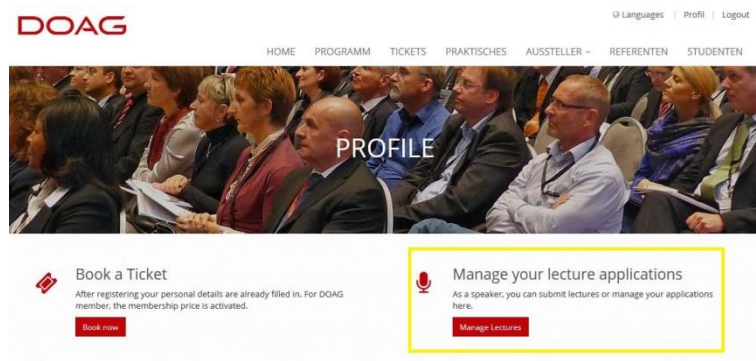 DOAG
Languages | Profil | Logout
HOME PROGRAMM TICKETS PRAKTISCHES AUSSTELLER – REFERENTEN STUDENTEN
PROFILE
Book a Ticket
After registering your personal details are already filled in. For DOAG
member, the membership price is activated.
Book now
Manage your lecture applications
As a speaker, you can submit lectures or manage your applications
here.
Manage Lectures